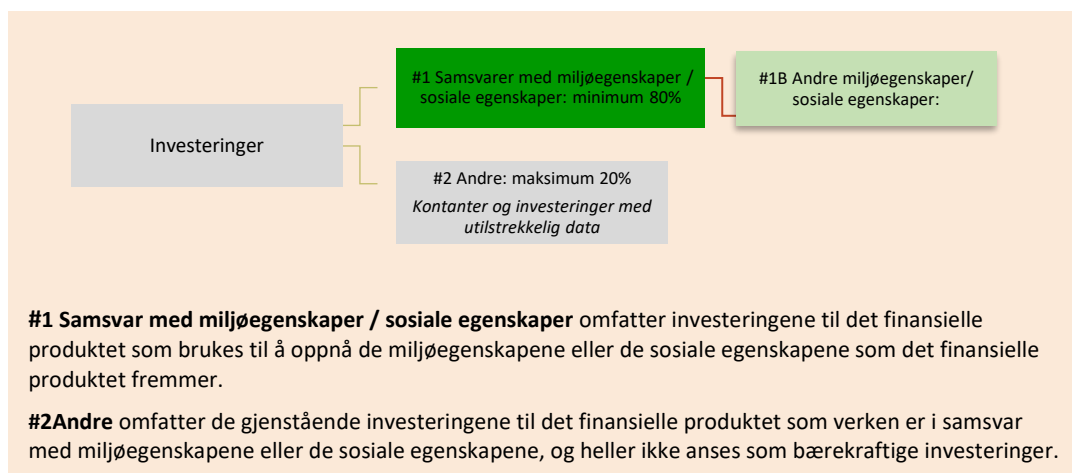 #1 Samsvarer med miljøegenskaper /
sosiale egenskaper: minimum 80%
#1B Andre miljøegenskaper/
sosiale egenskaper:
Investeringer
#2 Andre: maksimum 20%
Kontanter og investeringer med
utilstrekkelig data
#1 Samsvar med miljøegenskaper / sosiale egenskaper omfatter investeringene til det finansielle
produktet som brukes til å oppnå de miljøegenskapene eller de sosiale egenskapene som det finansielle
produktet fremmer.
#2Andre omfatter de gjenstående investeringene til det finansielle produktet som verken er i samsvar
med miljøegenskapene eller de sosiale egenskapene, og heller ikke anses som bærekraftige investeringer.